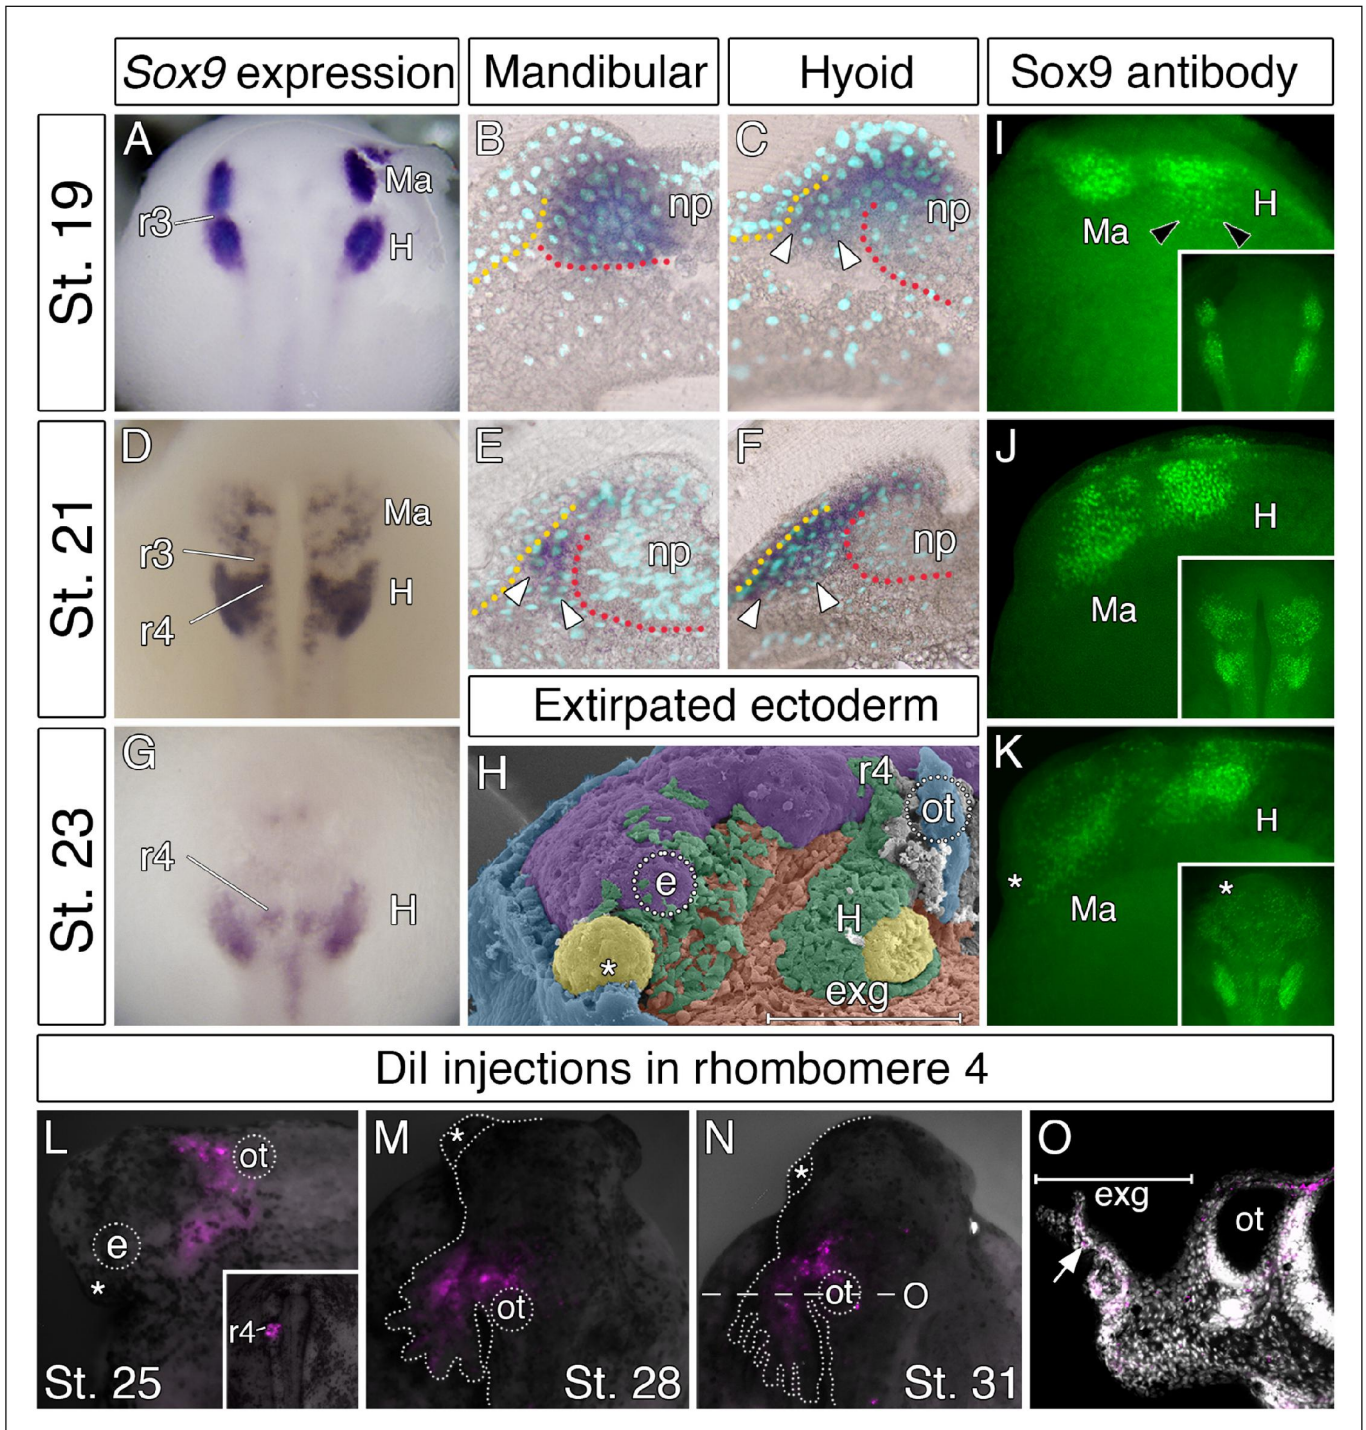 Sox9 expression
Mandibular
Hyoid
Sox9 antibody
St. 19
A
Ma
r3
H
B
np
C
np
I
H
Ma
St. 21
D
Ma
r3
H
r4
E
np
F
np
J
H
Ma
Extirpated ectoderm
St. 23
G
r4
H
H
r4
ot
e
H
*
exg
K
H
*
Ma
*
DiI injections in rhombomere 4
L
ot
e
*
r4
St. 25
M
*
ot
St. 28
N
*
ot
O
St. 31
O
exg
ot